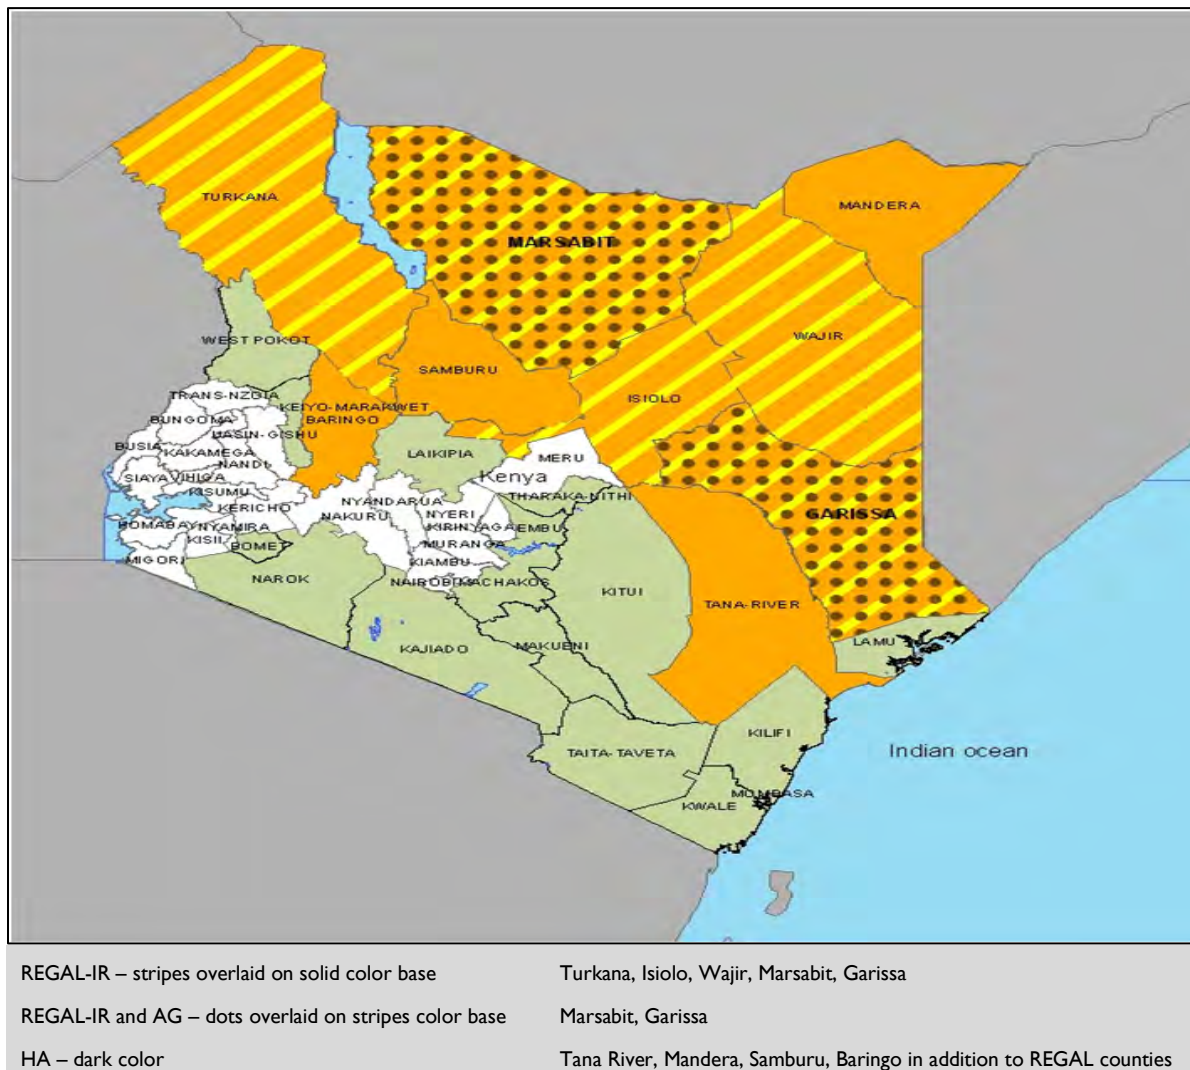 TURKANA
MANDERA
MARSABIT
WEST POKOT
WAJIR
SAMBURU
TRANS-NZOIA
KEIYO-MARAKWET
ISIOLO
BUNGOMA
BARINGO
UASIN-GISHU
BUSIA
KAKAMEGA
LAIKIPIA
MERU
NANDI
SIAYA
VIHIGA
Kenya
KISUMU
THARAKA-NITHI
NYANDARUA
KERICHO
NYERI
GARISSA
NAKURU
HOMABAY
NYAMIRA
KIRINYAGA
EMBU
KISII
BOMET
MURANGA
MIGORI
KIAMBU
NAROK
NAIROBI
MACHAKOS
KITUI
TANA-RIVER
LAMU
KAJIADO
MAKUENI
KILIFI
TAITA-TAVETA
Indian ocean
MOMBASA
KWALE
REGAL-IR – stripes overlaid on solid color base Turkana, Isiolo, Wajir, Marsabit, Garissa
REGAL-IR and AG – dots overlaid on stripes color base Marsabit, Garissa
HA – dark color Tana River, Mandera, Samburu, Baringo in addition to REGAL counties